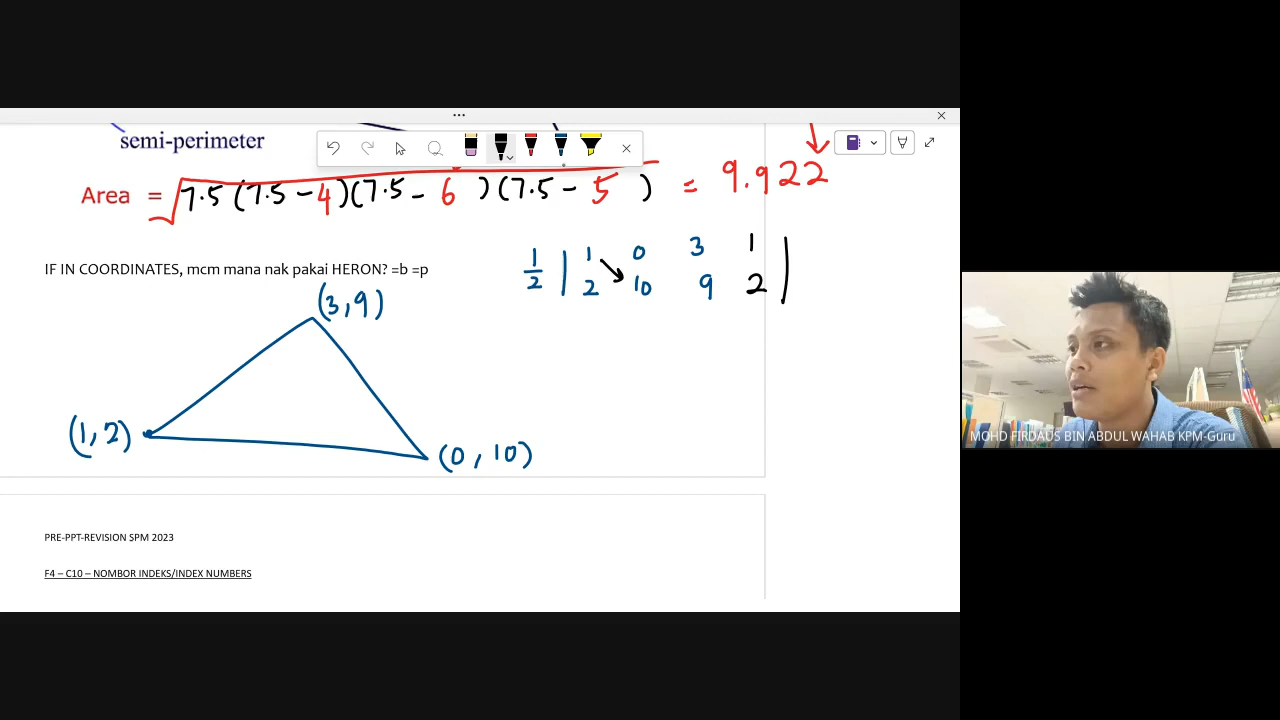 semi-perimeter
Area = √7.5 (7.5 - 4)(7.5 - 6 )(7.5 - 5 ) = 9.922
IF IN COORDINATES, mcm mana nak pakai HERON? =b =p
1/2 | 1 0 3 1 |
2 10 9 2
(3, 9)
(1, 2)
(0, 10)
PRE-PPT-REVISION SPM 2023
F4 – C10 – NOMBOR INDEKS/INDEX NUMBERS
MOHD FIRDAUS BIN ABDUL WAHAB KPM-Guru